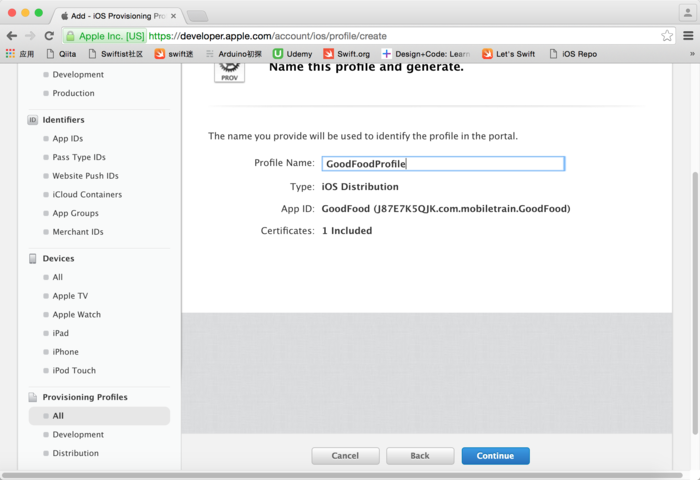 Add - iOS Provisioning Pro
Apple Inc. [US] https://developer.apple.com/account/ios/profile/create
应用 Qiita Swiftist社区 swift迷 Arduino初探 Udemy Swift.org Design+Code: Learn Let's Swift iOS Repo »
Development
Production
ID Identifiers
App IDs
Pass Type IDs
Website Push IDs
iCloud Containers
App Groups
Merchant IDs
Devices
All
Apple TV
Apple Watch
iPad
iPhone
iPod Touch
Provisioning Profiles
All
Development
Distribution
PROV
Name this profile and generate.
The name you provide will be used to identify the profile in the portal.
Profile Name: GoodFoodProfile
Type: iOS Distribution
App ID: GoodFood (J87E7K5QJK.com.mobiletrain.GoodFood)
Certificates: 1 Included
Cancel Back Continue